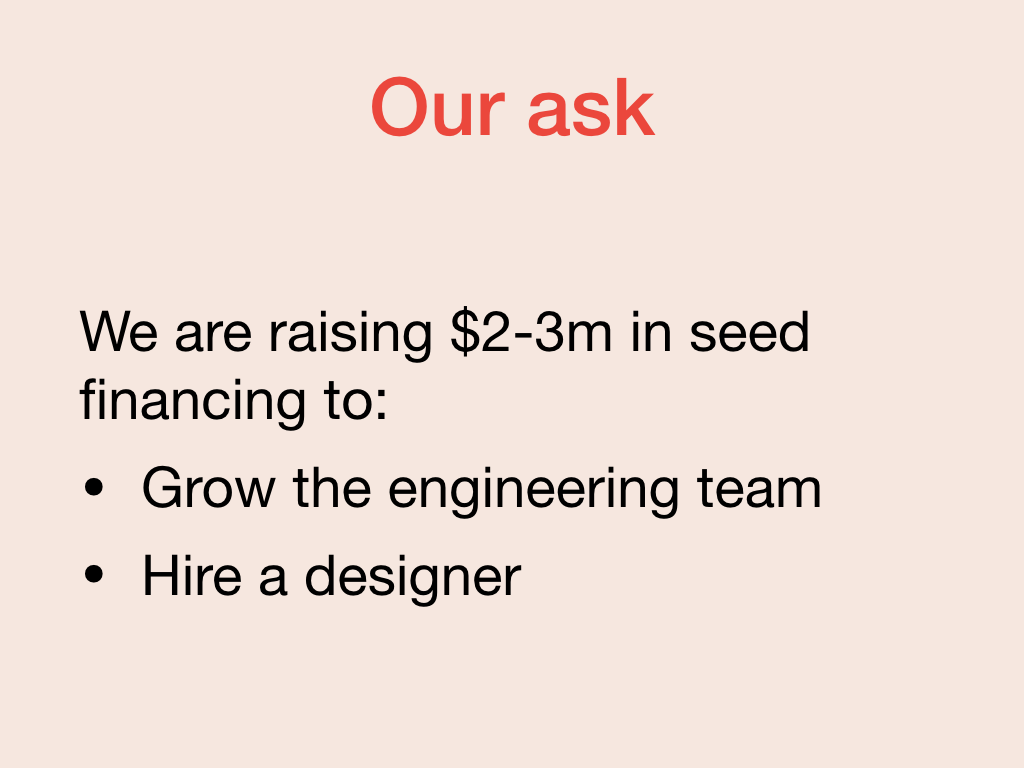 Our ask
We are raising $2-3m in seed
financing to:
• Grow the engineering team
• Hire a designer